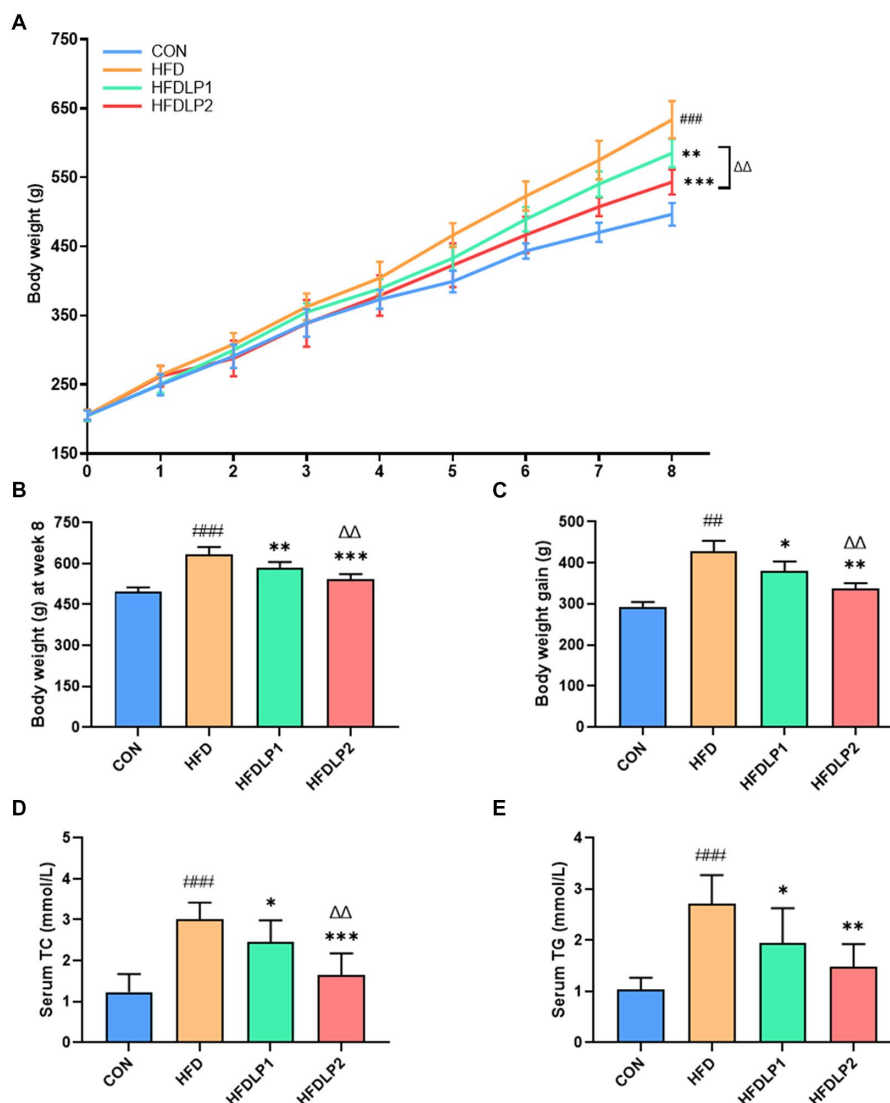 A
750
650
550
450
350
250
150
Body weight (g)
CON
HFD
HFDLP1
HFDLP2
###
**
***
ΔΔ
0 1 2 3 4 5 6 7 8
B
750
600
450
300
150
0
Body weight (g) at week 8
###
**
ΔΔ
***
CON HFD HFDLP1 HFDLP2
C
500
400
300
200
100
0
Body weight gain (g)
##
*
ΔΔ
**
CON HFD HFDLP1 HFDLP2
D
5
4
3
2
1
0
Serum TC (mmol/L)
###
*
ΔΔ
***
CON HFD HFDLP1 HFDLP2
E
4
3
2
1
0
Serum TG (mmol/L)
###
*
**
CON HFD HFDLP1 HFDLP2